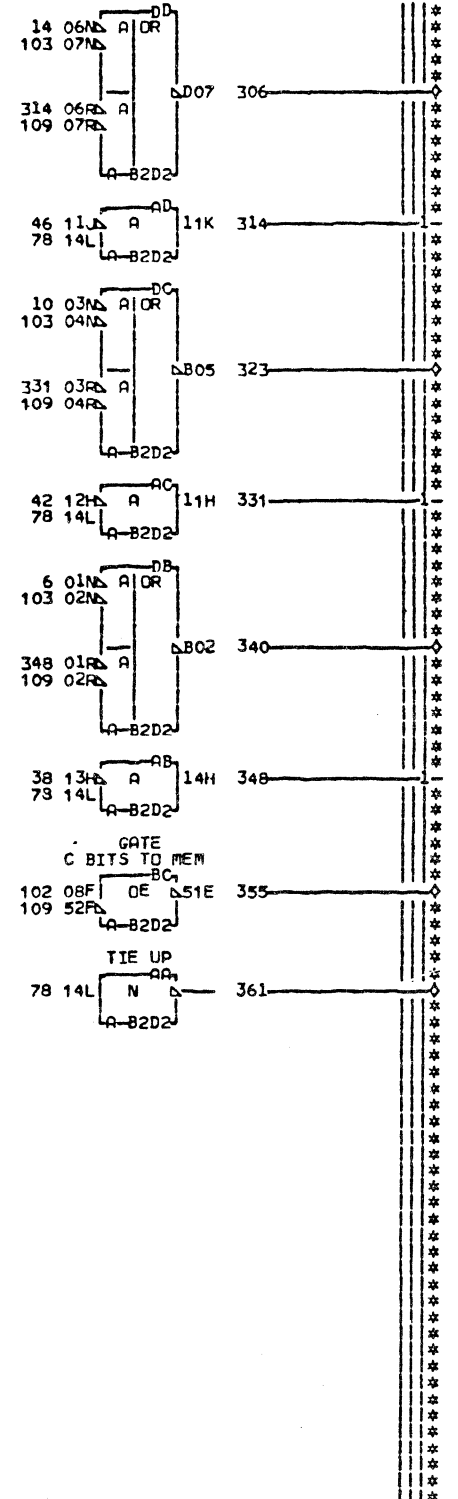 DD
14 06N A OR
103 07N
D07 306
314 06R A
109 07R
A B2D2
AD
46 11J A 11K 314 1
78 14L
A B2D2
DC
10 03N A OR
103 04N
B05 323
331 03R A
109 04R
A B2D2
AC
42 12H A 11H 331 1
78 14L
A B2D2
DB
6 01N A OR
103 02N
B02 340
348 01R A
109 02R
A B2D2
AB
38 13H A 14H 348 1
78 14L
A B2D2
GATE
C BITS TO MEM
BC
102 08F OE 51E 355
109 52F
A B2D2
TIE UP
AA
78 14L N 361
A B2D2